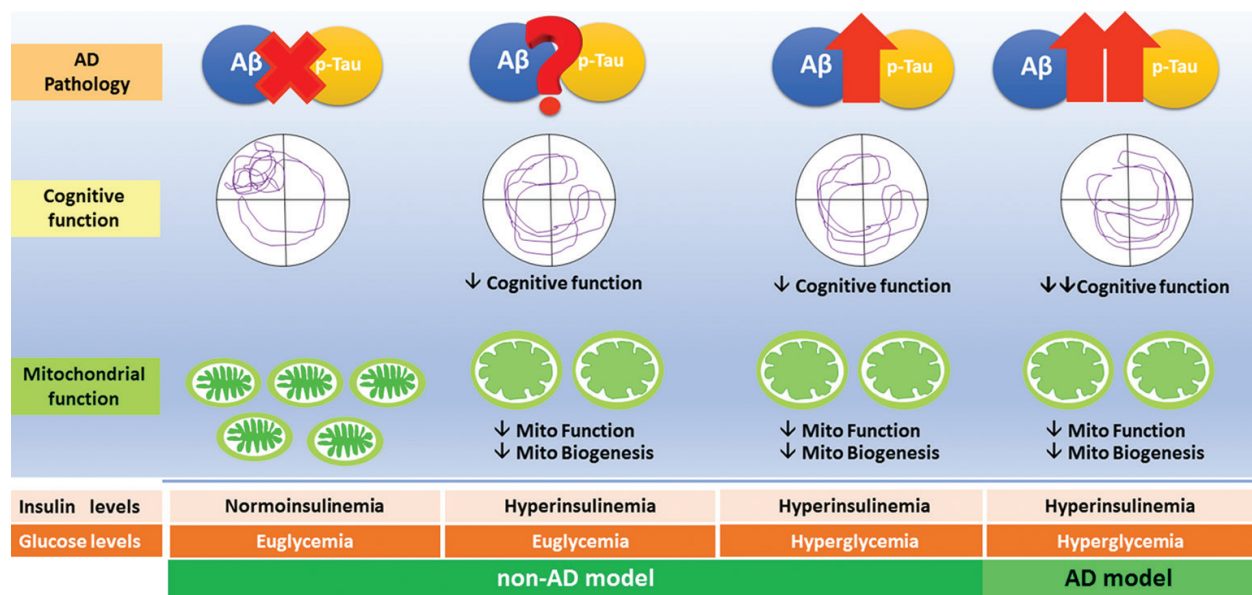 AD
Pathology
Aβ
p-Tau
Aβ
?
p-Tau
Aβ
p-Tau
Aβ
p-Tau
Cognitive
function
↓ Cognitive function
↓ Cognitive function
↓↓Cognitive function
Mitochondrial
function
↓ Mito Function
↓ Mito Biogenesis
↓ Mito Function
↓ Mito Biogenesis
↓ Mito Function
↓ Mito Biogenesis
Insulin levels
Normoinsulinemia
Hyperinsulinemia
Hyperinsulinemia
Hyperinsulinemia
Glucose levels
Euglycemia
Euglycemia
Hyperglycemia
Hyperglycemia
non-AD model
AD model